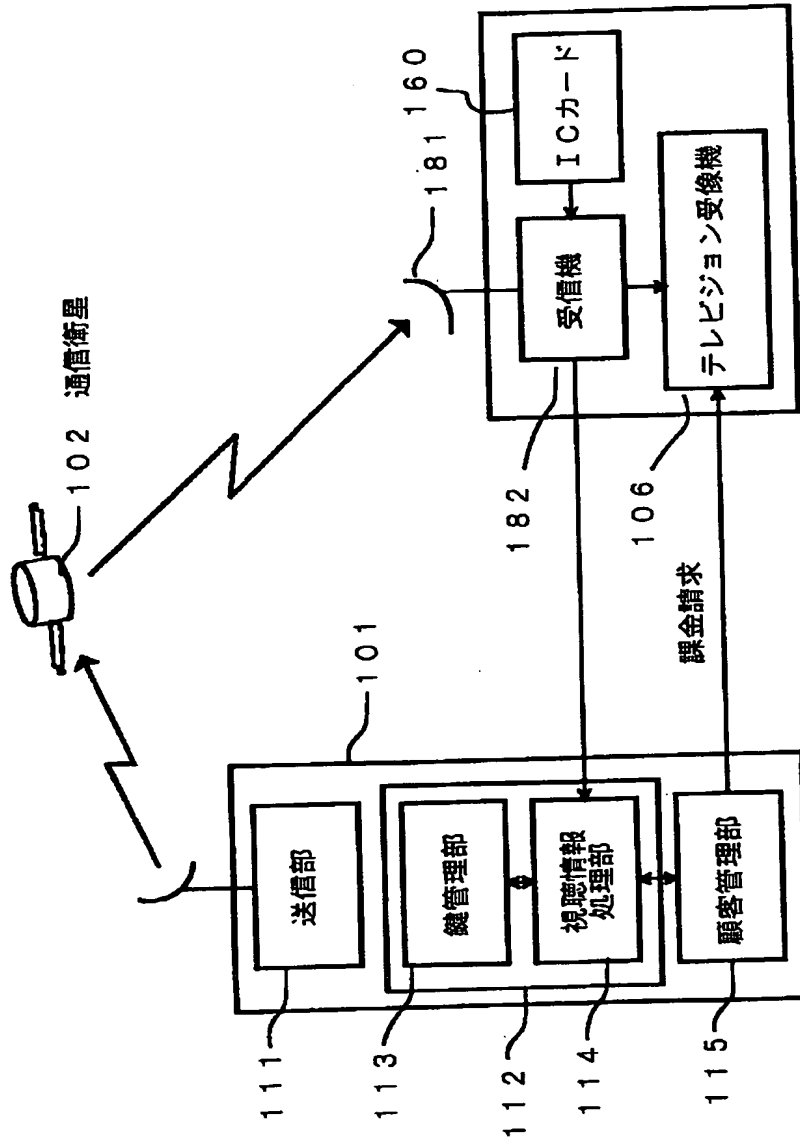 102 通信衛星
101
111
送信部
113
鍵管理部
112
114
視聴情報
処理部
115
顧客管理部
課金請求
181
160
ICカード
182
受信機
106
テレビジョン受像機